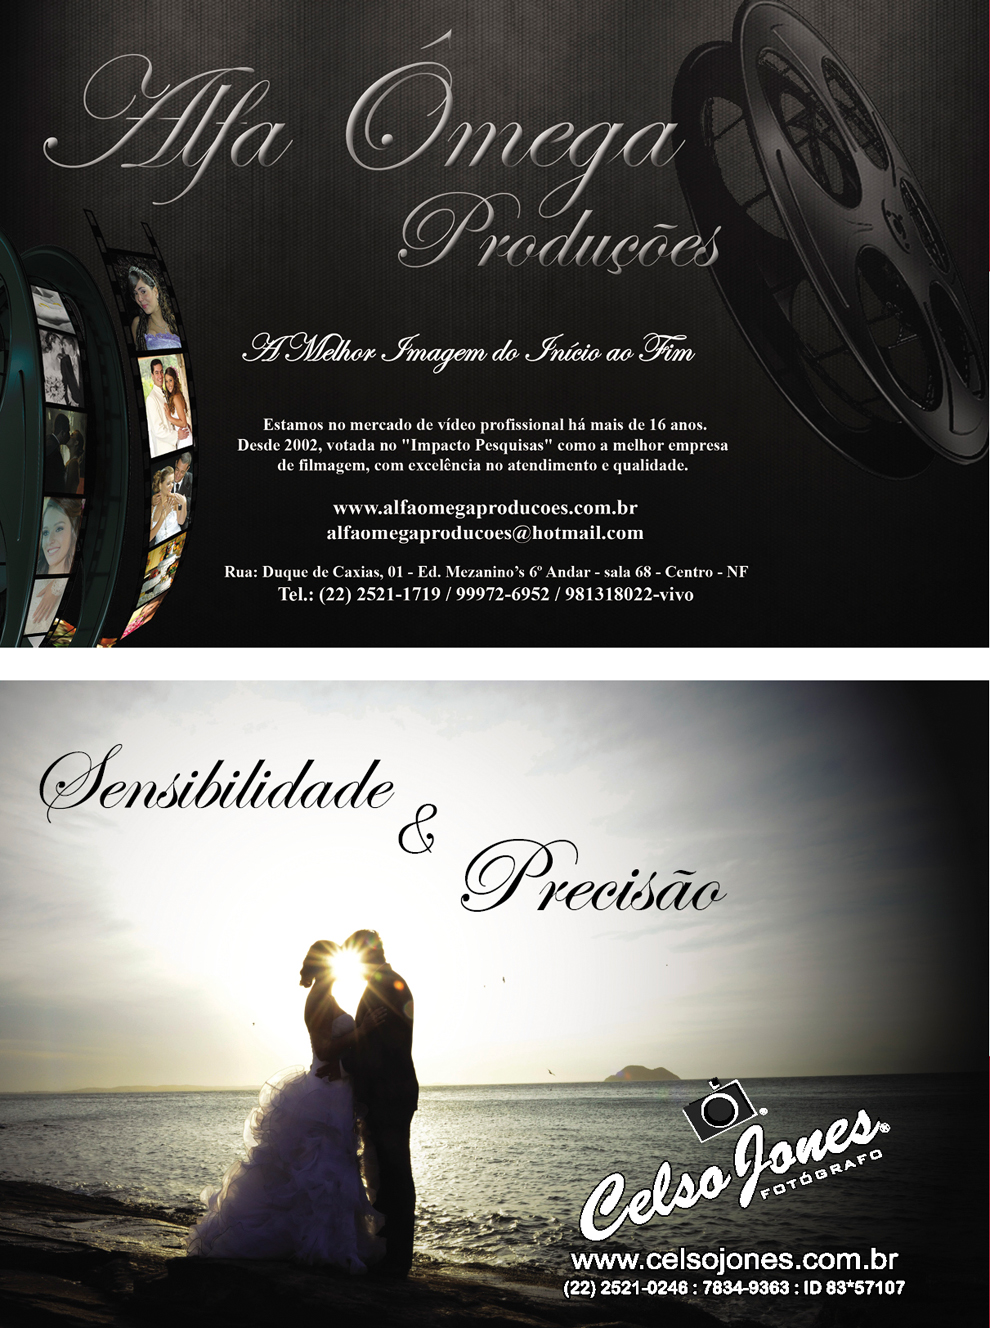 Alfa Ômega
Produções
A Melhor Imagem do Início ao Fim
Estamos no mercado de vídeo profissional há mais de 16 anos.
Desde 2002, votada no "Impacto Pesquisas" como a melhor empresa
de filmagem, com excelência no atendimento e qualidade.
www.alfaomegaproducoes.com.br
alfaomegaproducoes@hotmail.com
Rua: Duque de Caxias, 01 - Ed. Mezanino's 6º Andar - sala 68 - Centro - NF
Tel.: (22) 2521-1719 / 99972-6952 / 981318022-vivo
Sensibilidade
&
Precisão
Celso Jones®
FOTÓGRAFO
www.celsojones.com.br
(22) 2521-0246 : 7834-9363 : ID 83*57107